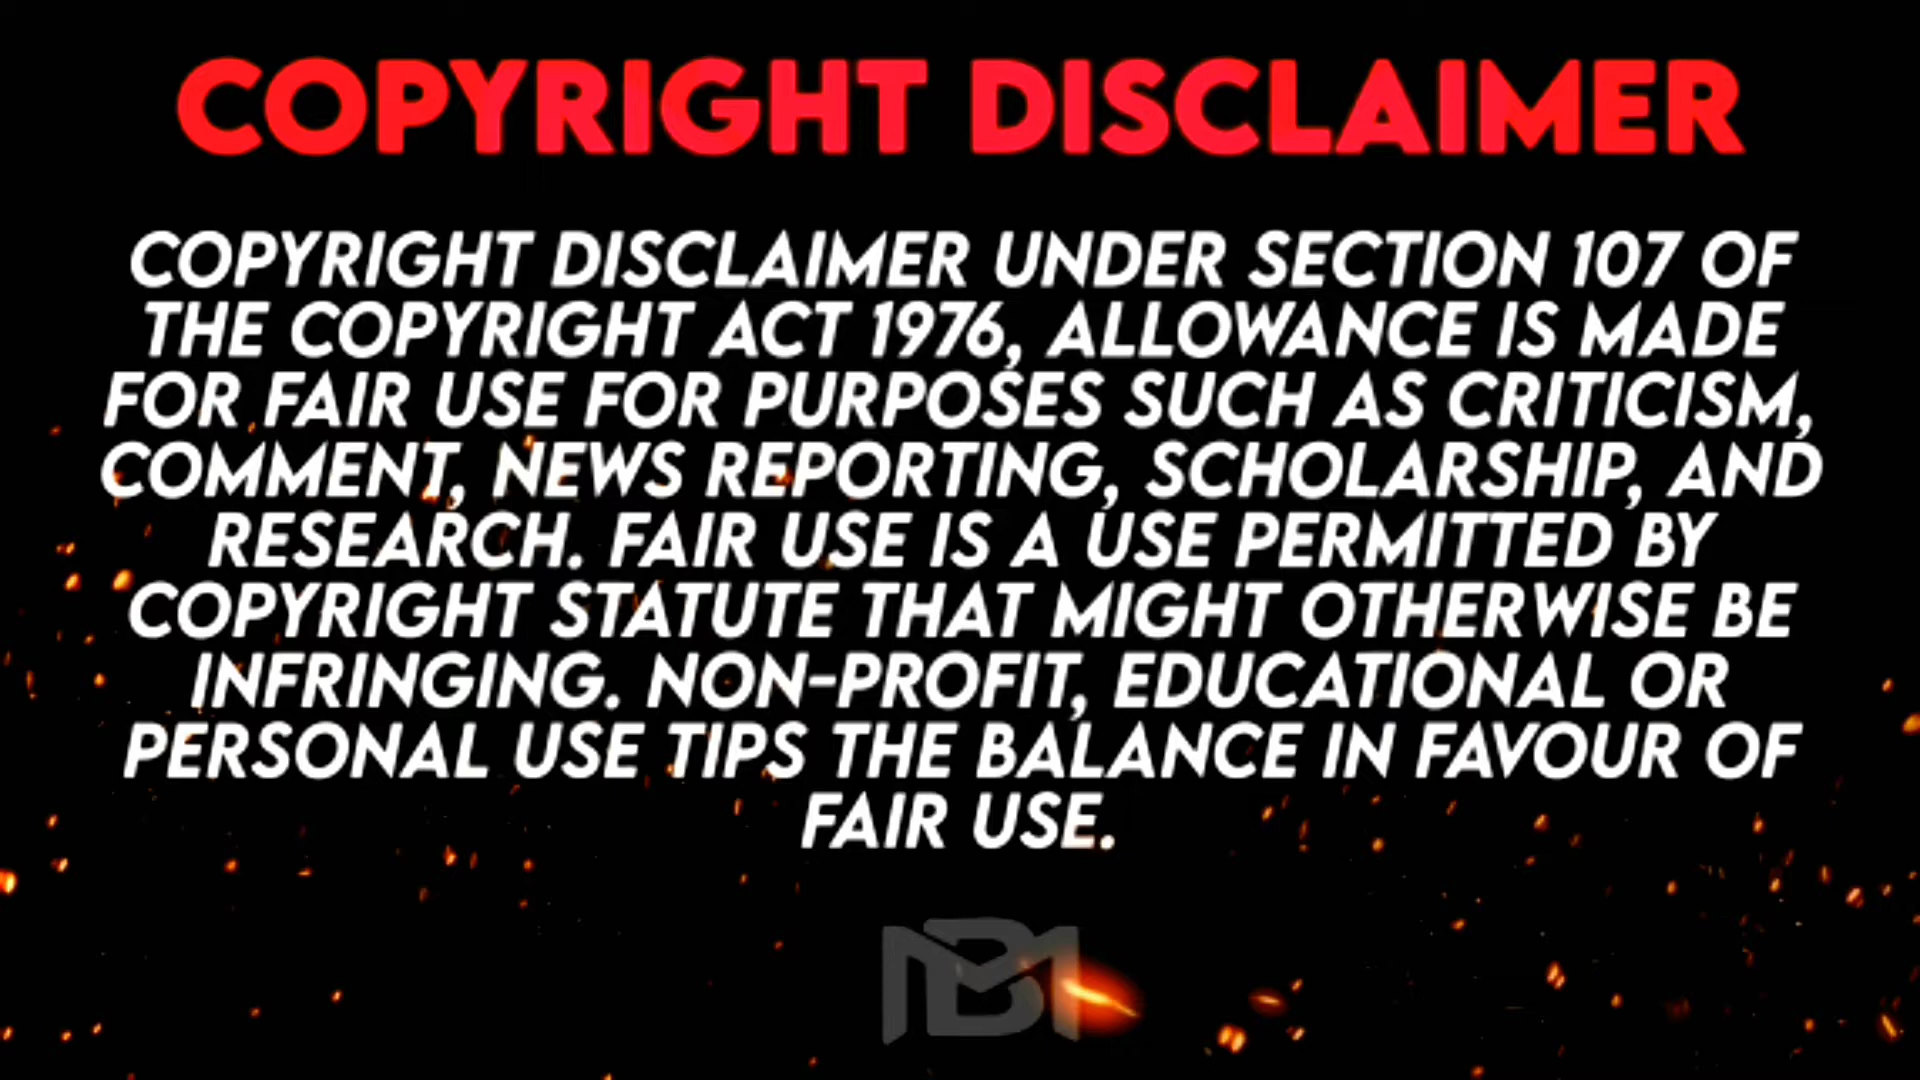 COPYRIGHT DISCLAIMER
COPYRIGHT DISCLAIMER UNDER SECTION 107 OF
THE COPYRIGHT ACT 1976, ALLOWANCE IS MADE
FOR FAIR USE FOR PURPOSES SUCH AS CRITICISM,
COMMENT, NEWS REPORTING, SCHOLARSHIP, AND
RESEARCH. FAIR USE IS A USE PERMITTED BY
COPYRIGHT STATUTE THAT MIGHT OTHERWISE BE
INFRINGING. NON-PROFIT, EDUCATIONAL OR
PERSONAL USE TIPS THE BALANCE IN FAVOUR OF
FAIR USE.